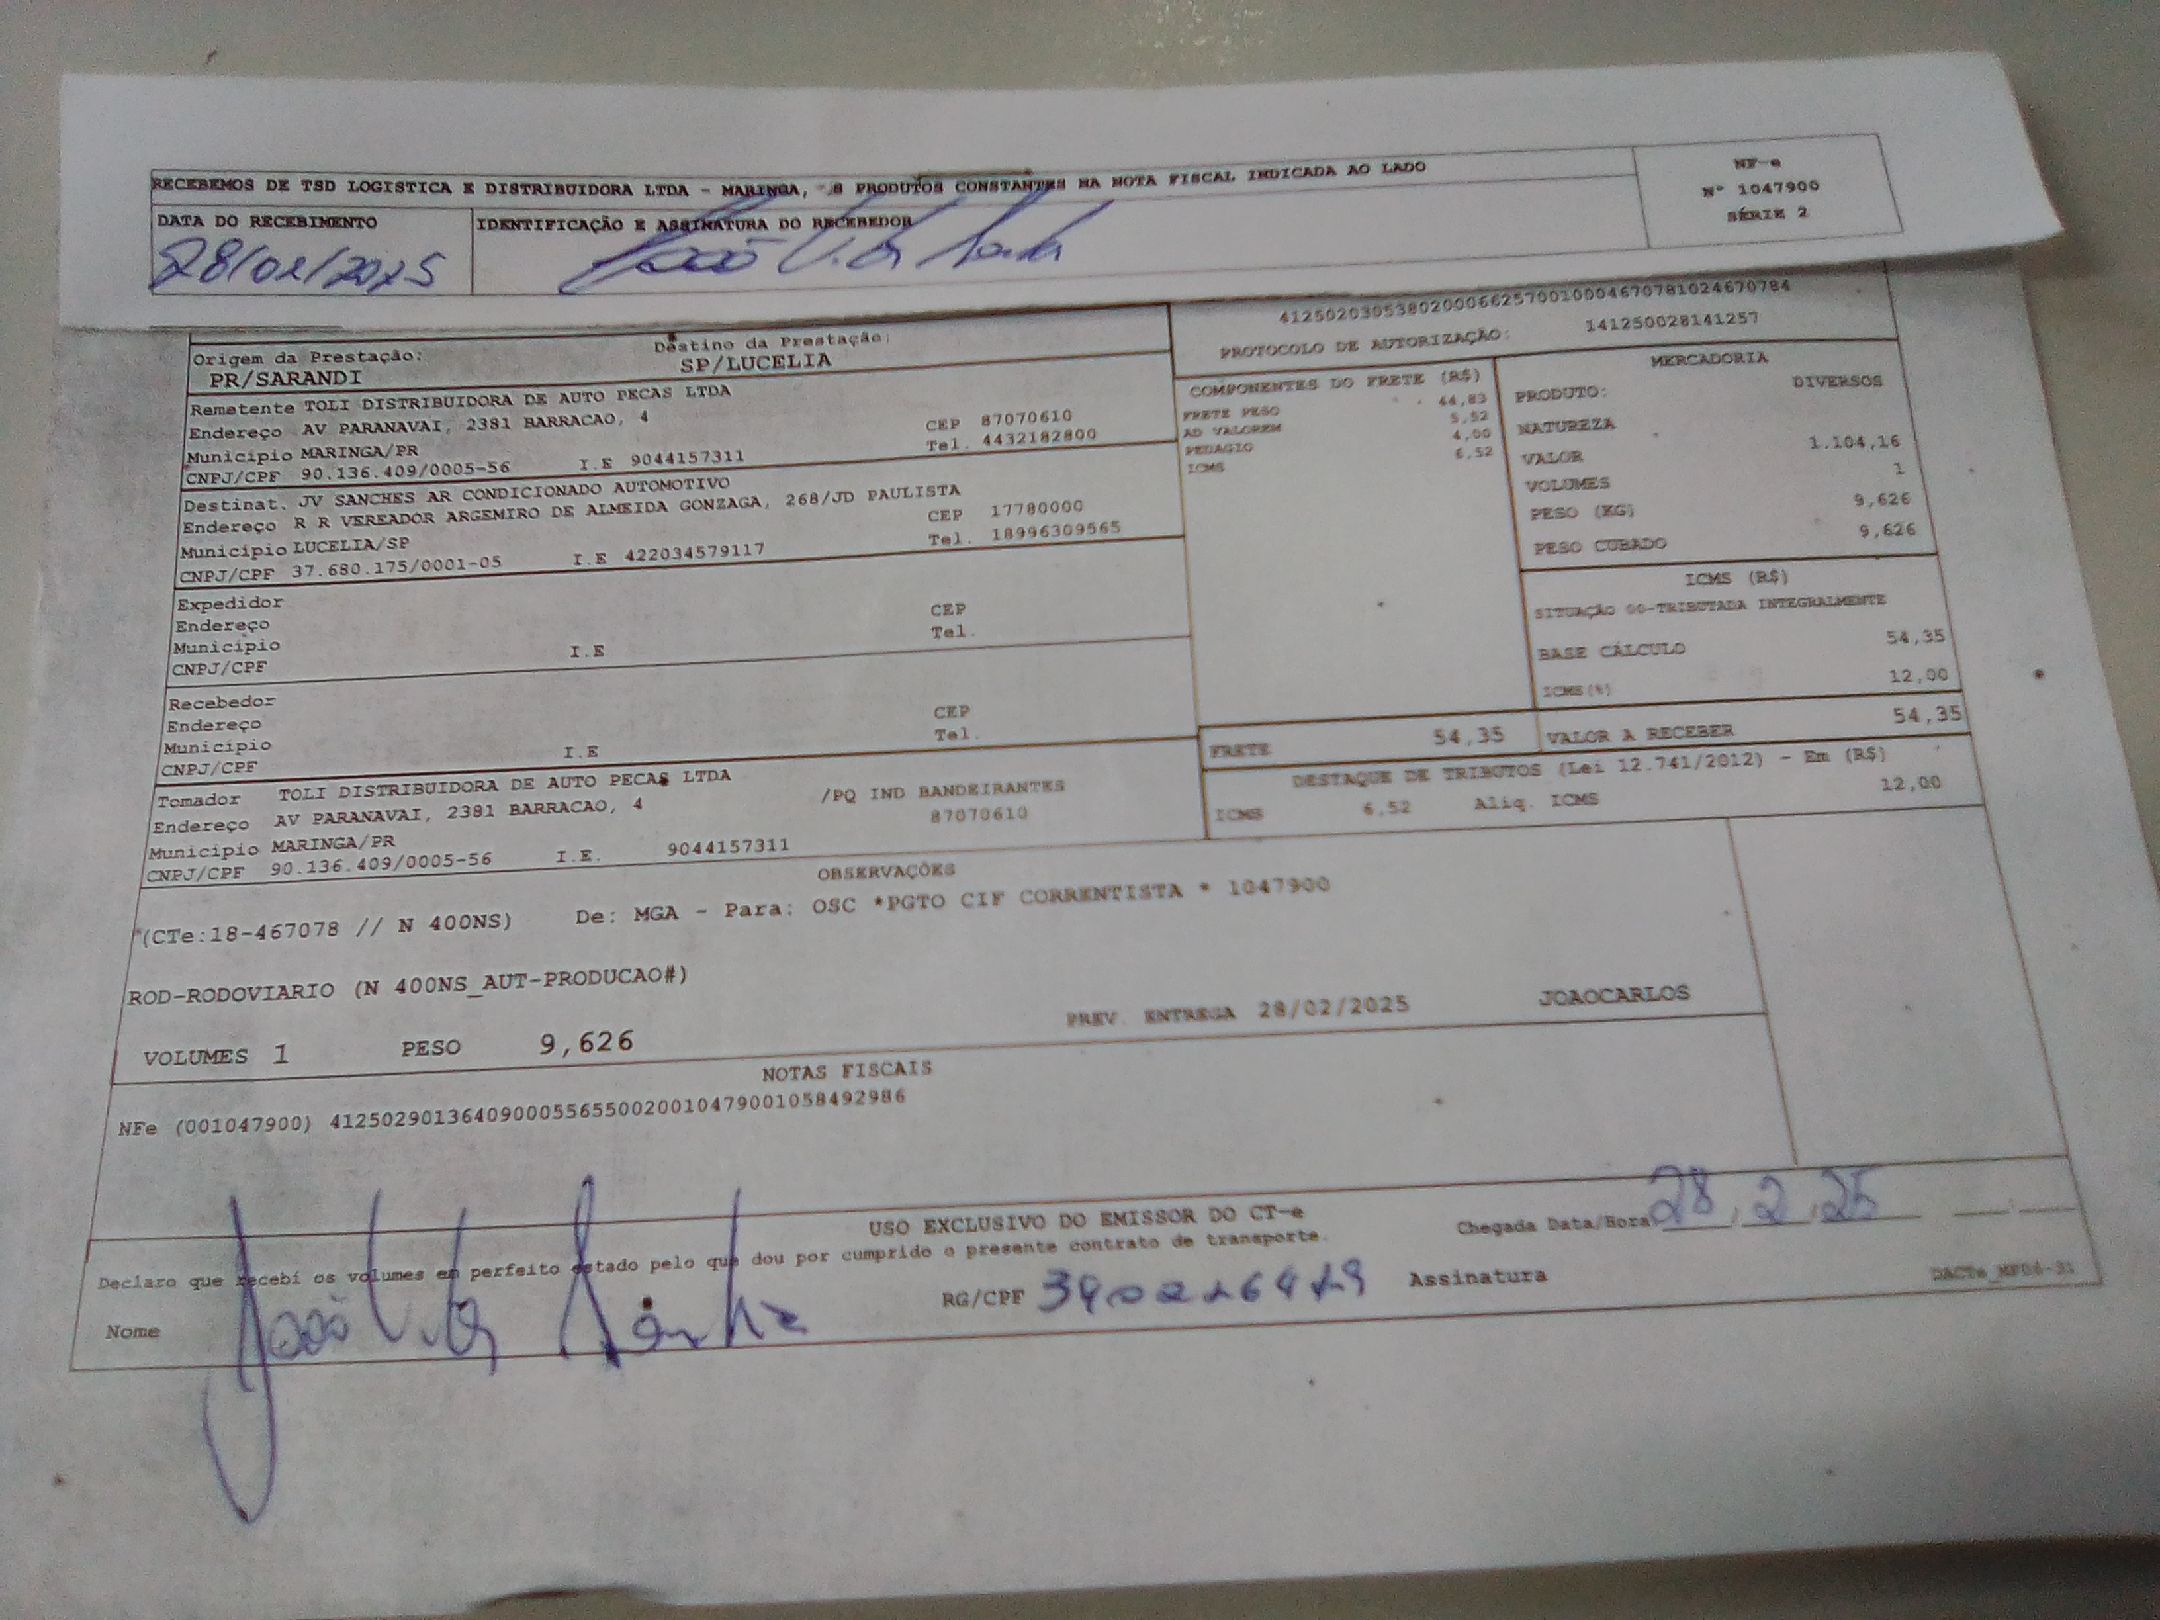 RECEBEMOS DE TSD LOGISTICA E DISTRIBUIDORA LTDA - MARINGA, S PRODUTOS CONSTANTES NA NOTA FISCAL INDICADA AO LADO
NF-e
Nº 1047900
SÉRIE 2
DATA DO RECEBIMENTO
IDENTIFICAÇÃO E ASSINATURA DO RECEBEDOR
João
41250203053802000662570010004670781024670784
PROTOCOLO DE AUTORIZAÇÃO: 141250028141257
Origem da Prestação:
PR/SARANDI
Destino da Prestação:
SP/LUCELIA
Remetente TOLI DISTRIBUIDORA DE AUTO PECAS LTDA
Endereço AV PARANAVAI, 2381 BARRACAO, 4 CEP 87070610
Municipio MARINGA/PR Tel. 4432182800
CNPJ/CPF 90.136.409/0005-56 I.E 9044157311
Destinat. JV SANCHES AR CONDICIONADO AUTOMOTIVO
Endereço R R VEREADOR ARGEMIRO DE ALMEIDA GONZAGA, 268/JD PAULISTA
CEP 17780000
Municipio LUCELIA/SP Tel. 18996309565
CNPJ/CPF 37.680.175/0001-05 I.E 422034579117
Expedidor
Endereço CEP
Municipio Tel.
CNPJ/CPF I.E
Recebedor
Endereço CEP
Municipio Tel.
CNPJ/CPF I.E
Tomador TOLI DISTRIBUIDORA DE AUTO PECAS LTDA
Endereço AV PARANAVAI, 2381 BARRACAO, 4 /PQ IND BANDEIRANTES
Municipio MARINGA/PR 87070610
CNPJ/CPF 90.136.409/0005-56 I.E. 9044157311
COMPONENTES DO FRETE (R$)
FRETE PESO 44,83
AD VALOREM 5,52
PEDAGIO 4,00
ICMS 6,52
MERCADORIA
PRODUTO: DIVERSOS
NATUREZA
VALOR 1.104,16
VOLUMES 1
PESO (KG) 9,626
PESO CUBADO 9,626
ICMS (R$)
SITUAÇÃO 00-TRIBUTADA INTEGRALMENTE
BASE CÁLCULO 54,35
ICMS(%) 12,00
FRETE 54,35 VALOR A RECEBER 54,35
DESTAQUE DE TRIBUTOS (Lei 12.741/2012) - Em (R$)
ICMS 6,52 Aliq. ICMS 12,00
OBSERVAÇÕES
(CTe:18-467078 // N 400NS) De: MGA - Para: OSC *PGTO CIF CORRENTISTA * 1047900
ROD-RODOVIARIO (N 400NS_AUT-PRODUCAO#)
PREV. ENTREGA 28/02/2025 JOAOCARLOS
VOLUMES 1 PESO 9,626
NOTAS FISCAIS
NFe (001047900) 41250290136409000556550020010479001058492986
USO EXCLUSIVO DO EMISSOR DO CT-e
Chegada Data/Hora 28/2/25
Declaro que recebí os volumes em perfeito estado pelo que dou por cumprido o presente contrato de transporte.
Nome João
RG/CPF
Assinatura
DACTe_MP06-31